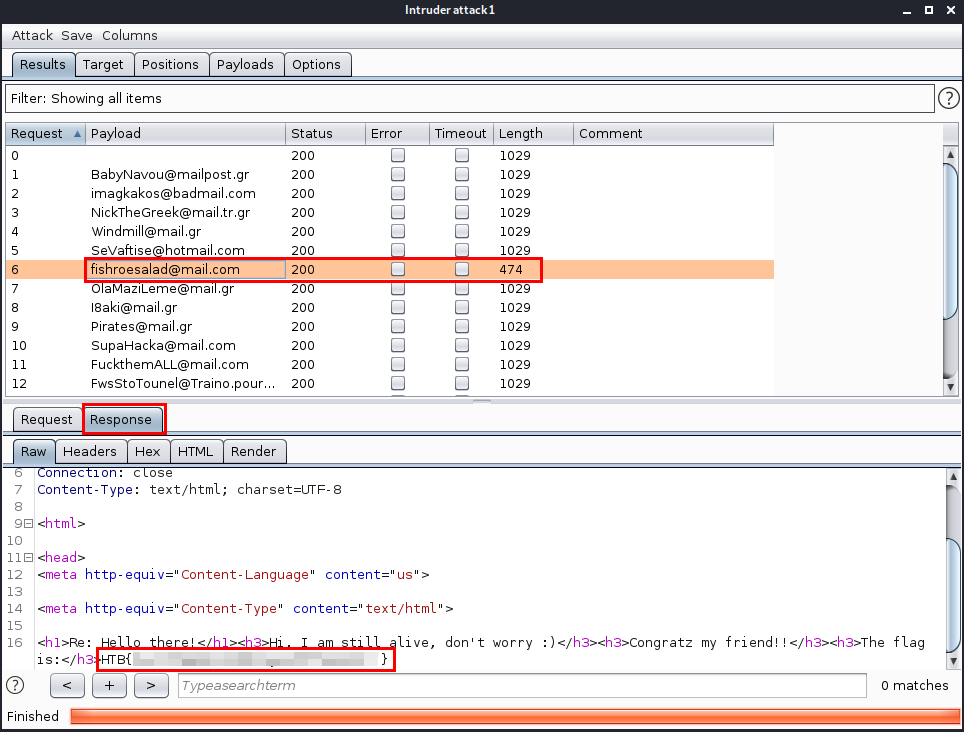 Intruder attack1
Attack Save Columns
Results Target Positions Payloads Options
Filter: Showing all items ?
Request Payload Status Error Timeout Length Comment
0 200 1029
1 BabyNavou@mailpost.gr 200 1029
2 imagkakos@badmail.com 200 1029
3 NickTheGreek@mail.tr.gr 200 1029
4 Windmill@mail.gr 200 1029
5 SeVaftise@hotmail.com 200 1029
6 fishroesalad@mail.com 200 474
7 OlaMaziLeme@mail.gr 200 1029
8 I8aki@mail.gr 200 1029
9 Pirates@mail.gr 200 1029
10 SupaHacka@mail.com 200 1029
11 FuckthemALL@mail.com 200 1029
12 FwsStoTounel@Traino.pour... 200 1029
Request Response
Raw Headers Hex HTML Render
6 Connection: close
7 Content-Type: text/html; charset=UTF-8
8
9 <html>
10
11 <head>
12 <meta http-equiv="Content-Language" content="us">
13
14 <meta http-equiv="Content-Type" content="text/html">
15
16 <h1>Re: Hello there!</h1><h3>Hi, I am still alive, don't worry :)</h3><h3>Congratz my friend!!</h3><h3>The flag
is:</h3>HTB{ }
? < + > Typeasearchterm 0 matches
Finished